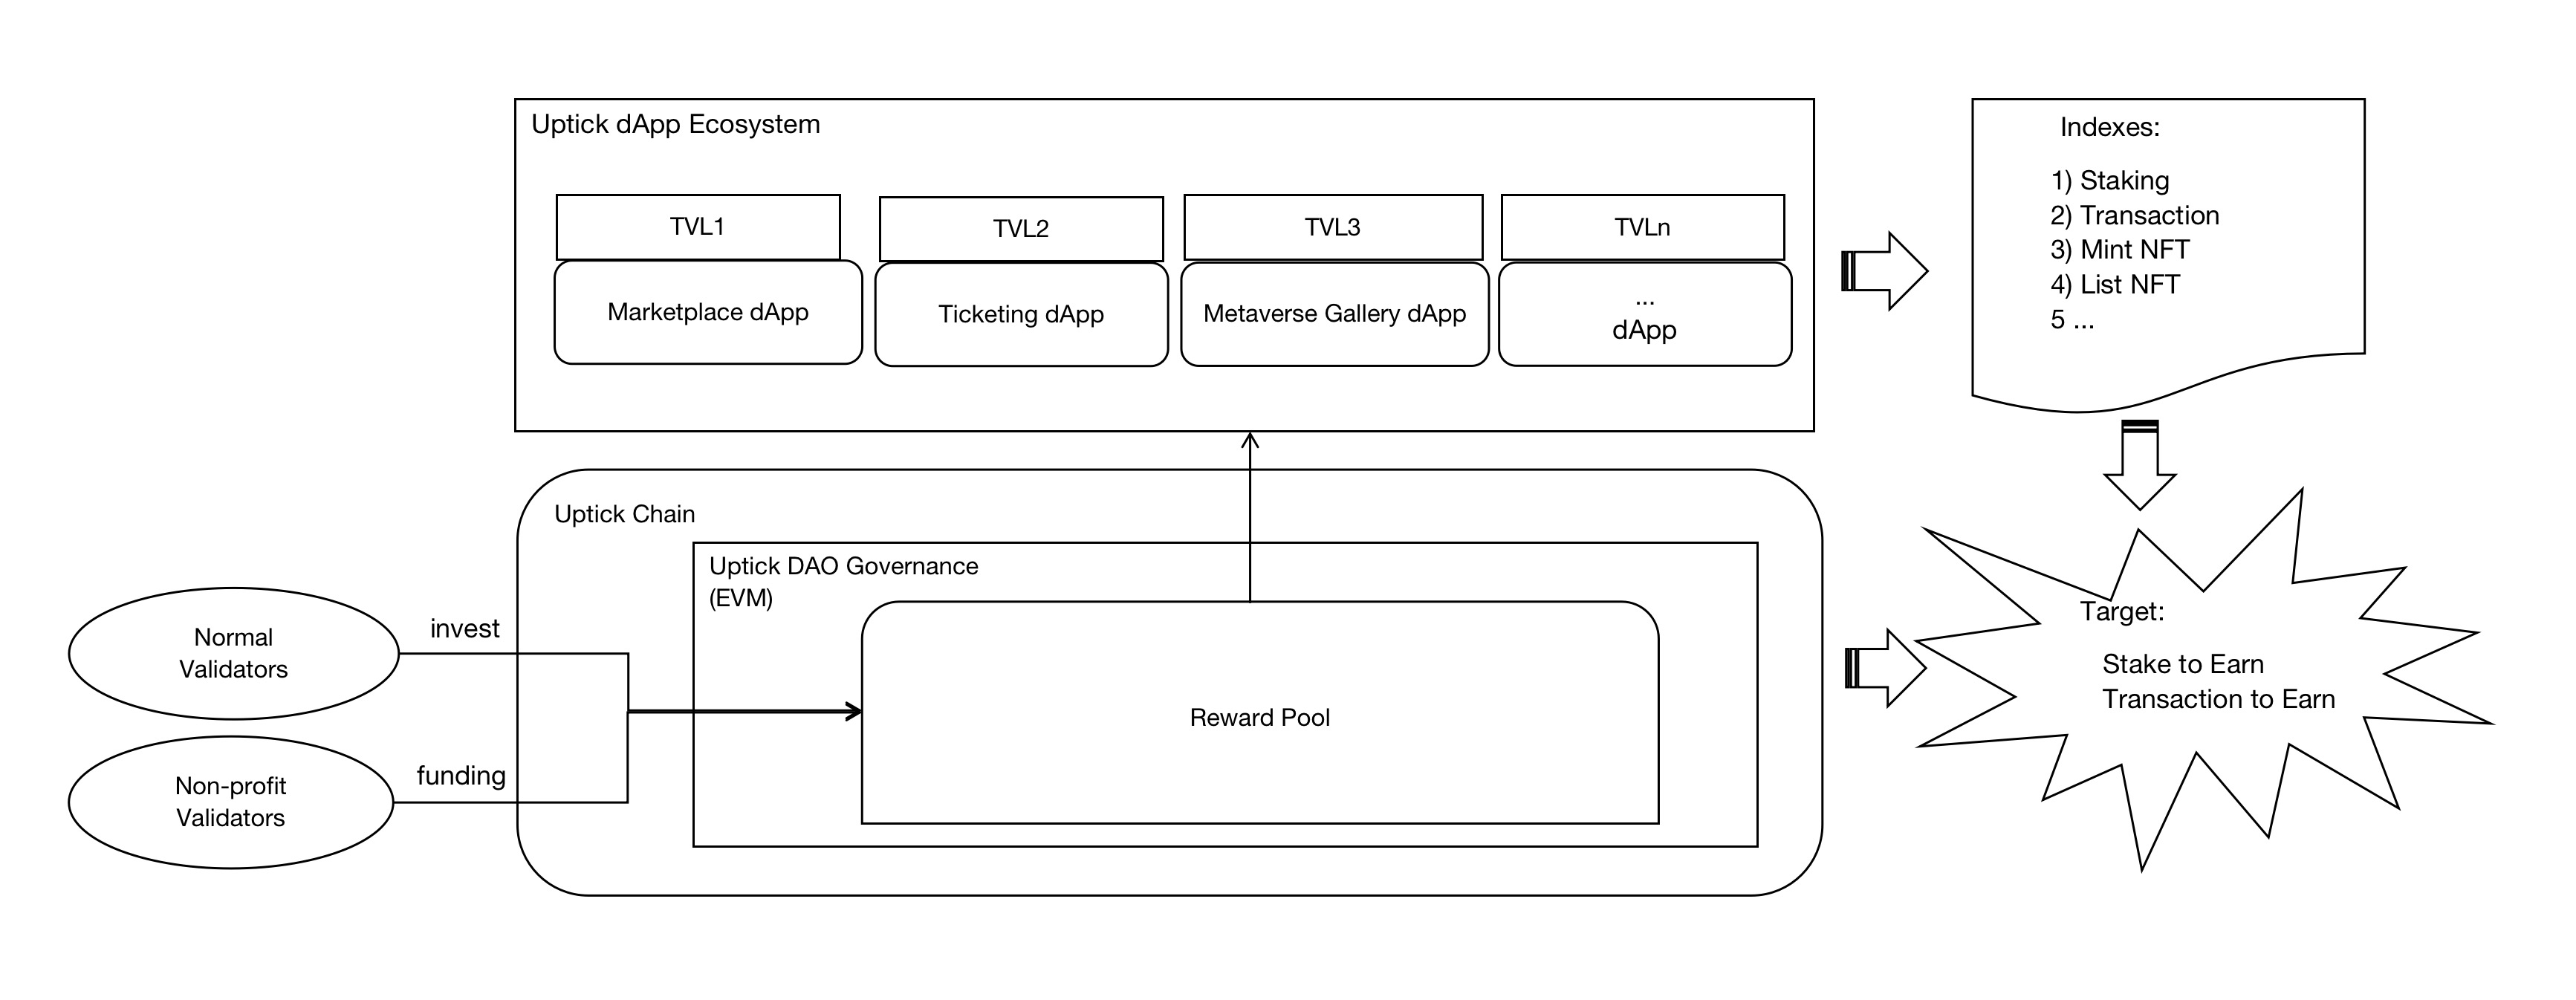 Uptick dApp Ecosystem
TVL1
TVL2
TVL3
TVLn
Marketplace dApp
Ticketing dApp
Metaverse Gallery dApp
...
dApp
Indexes:
1) Staking
2) Transaction
3) Mint NFT
4) List NFT
5 ...
Uptick Chain
Uptick DAO Governance
(EVM)
Reward Pool
Normal
Validators
invest
Non-profit
Validators
funding
Target:
Stake to Earn
Transaction to Earn